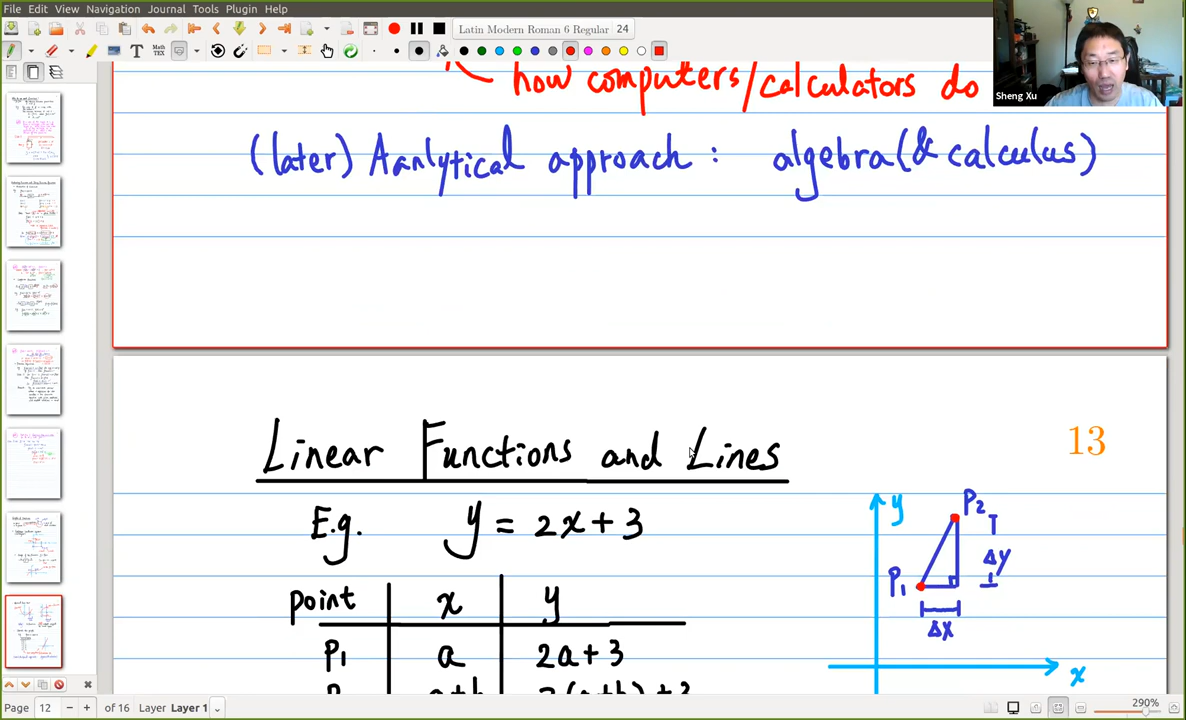 File Edit View Navigation Journal Tools Plugin Help
Latin Modern Roman 6 Regular 24
Sheng Xu
how computers/calculators do
(later) Aanlytical approach : algebra(& calculus)
13
Linear Functions and Lines
E.g. y = 2x+3
point x y
P1 a 2a+3
y
P2
Δy
P1
Δx
x
Page 12 of 16 Layer Layer 1 290%